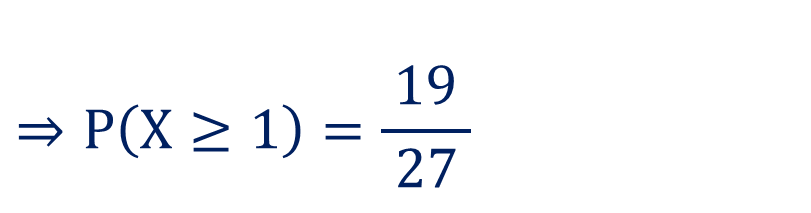 ⇒ P(X ≥ 1) = 19/27